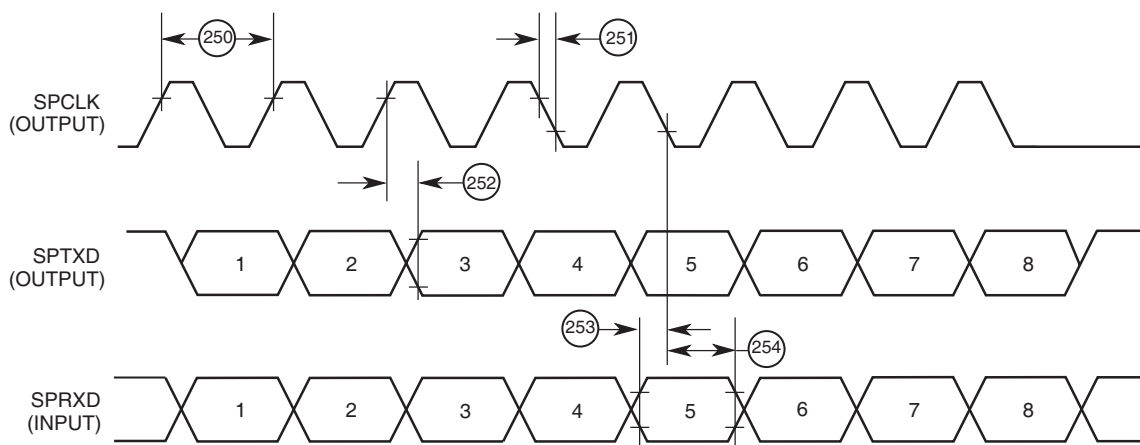 250
251
SPCLK
(OUTPUT)
252
SPTXD
(OUTPUT)
1 2 3 4 5 6 7 8
253
254
SPRXD
(INPUT)
1 2 3 4 5 6 7 8